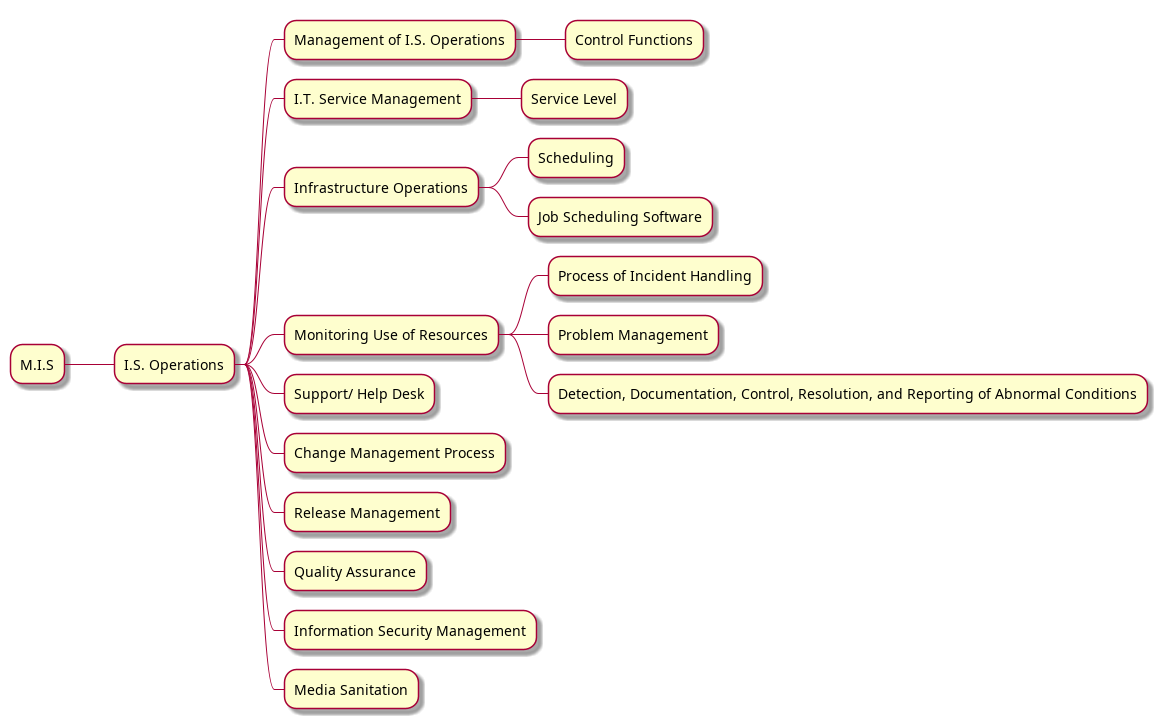 M.I.S
I.S. Operations
Management of I.S. Operations
Control Functions
I.T. Service Management
Service Level
Infrastructure Operations
Scheduling
Job Scheduling Software
Monitoring Use of Resources
Process of Incident Handling
Problem Management
Detection, Documentation, Control, Resolution, and Reporting of Abnormal Conditions
Support/ Help Desk
Change Management Process
Release Management
Quality Assurance
Information Security Management
Media Sanitation